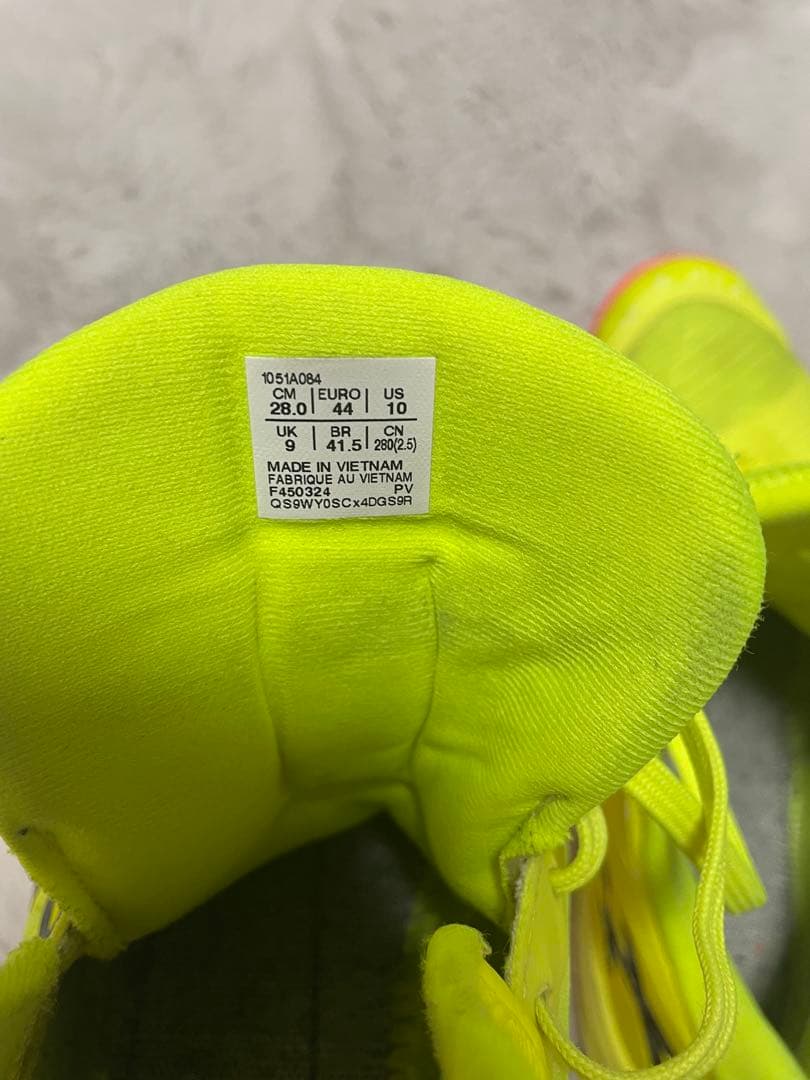 1051A084
CM | EURO | US
28.0 | 44 | 10
UK | BR | CN
9 | 41.5 | 280(2.5)
MADE IN VIETNAM
FABRIQUE AU VIETNAM
F450324 PV
QS9WY0SCx4DGS9R